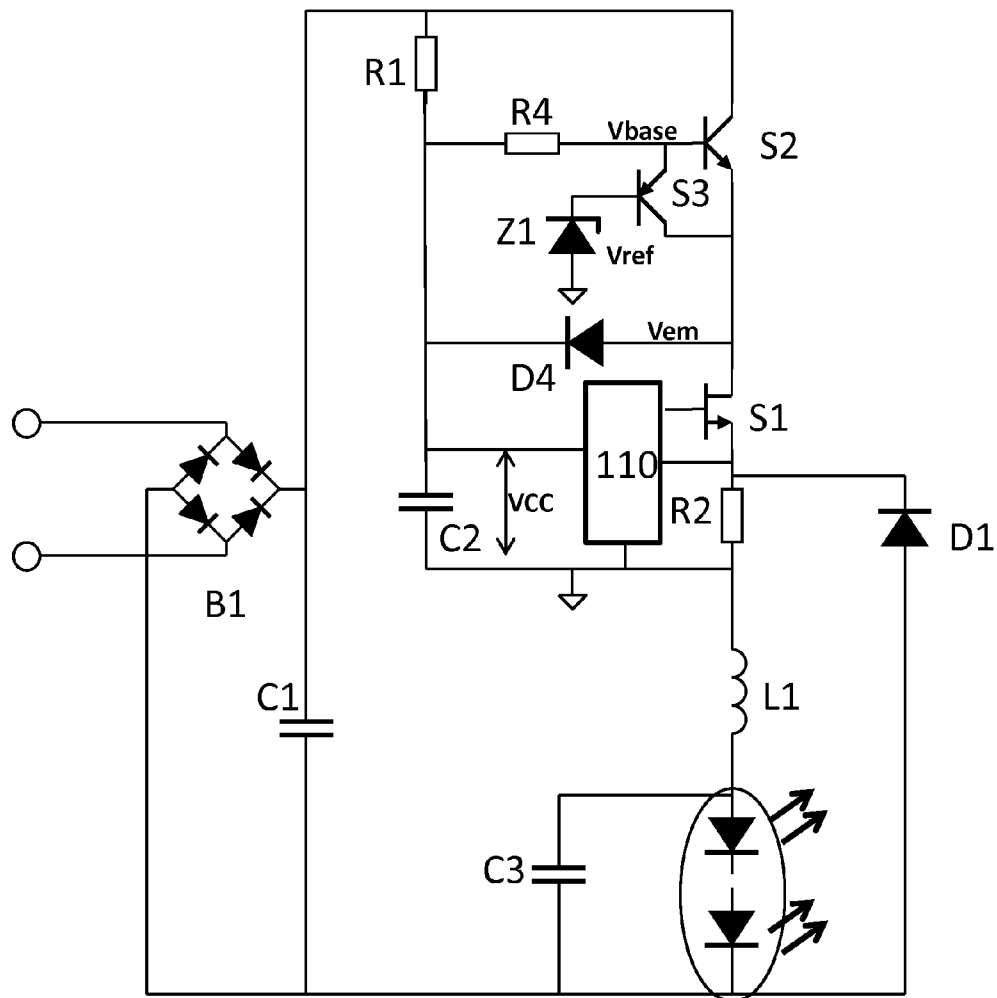 R1
R4
Vbase
S2
S3
Z1
Vref
Vem
D4
S1
110
vcc
R2
C2
D1
B1
C1
L1
C3